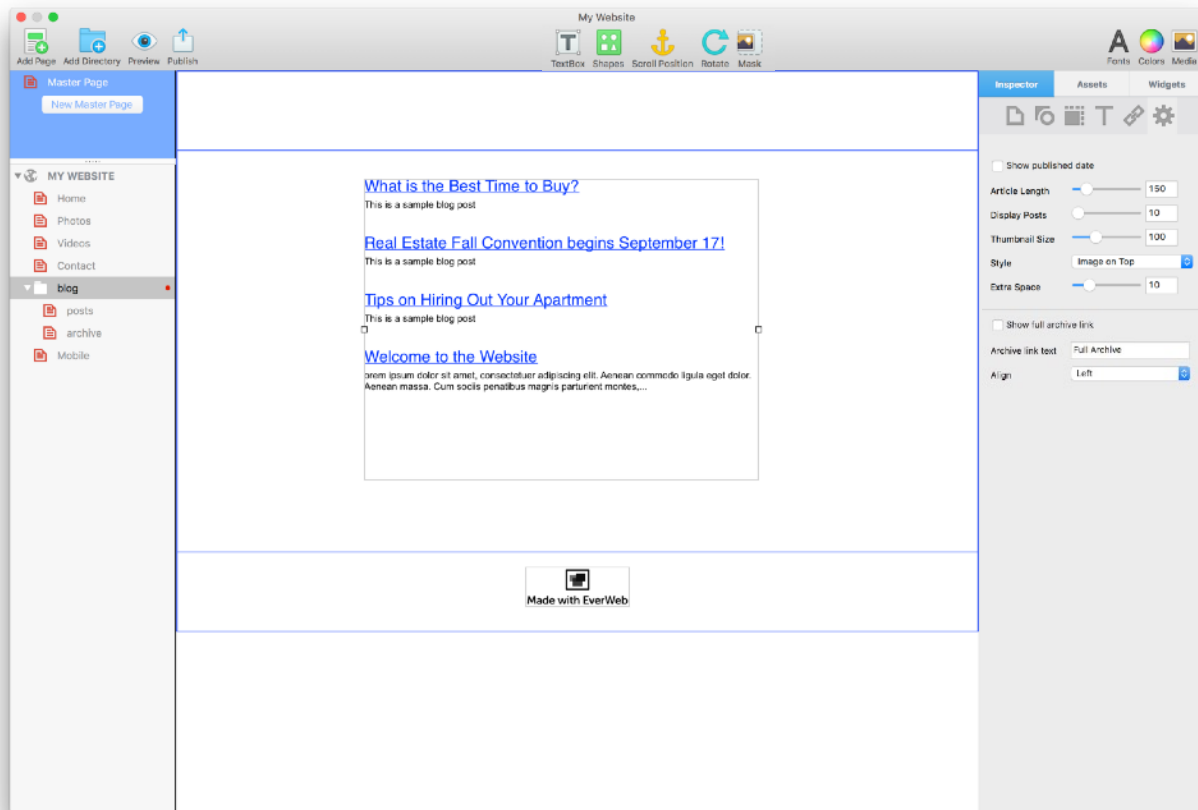 My Website
Add Page Add Directory Preview Publish
TextBox Shapes Scroll Position Rotate Mask
Fonts Colors Media
Master Page
New Master Page
MY WEBSITE
Home
Photos
Videos
Contact
blog
posts
archive
Mobile
What is the Best Time to Buy?
This is a sample blog post
Real Estate Fall Convention begins September 17!
This is a sample blog post
Tips on Hiring Out Your Apartment
This is a sample blog post
Welcome to the Website
orem ipsum dolor sit amet, consectetuer adipiscing elit. Aenean commodo ligula eget dolor.
Aenean massa. Cum sociis penatibus magnis parturient montes,...
Made with EverWeb
Inspector Assets Widgets
Show published date
Article Length 150
Display Posts 10
Thumbnail Size 100
Style Image on Top
Extra Space 10
Show full archive link
Archive link text Full Archive
Align Left